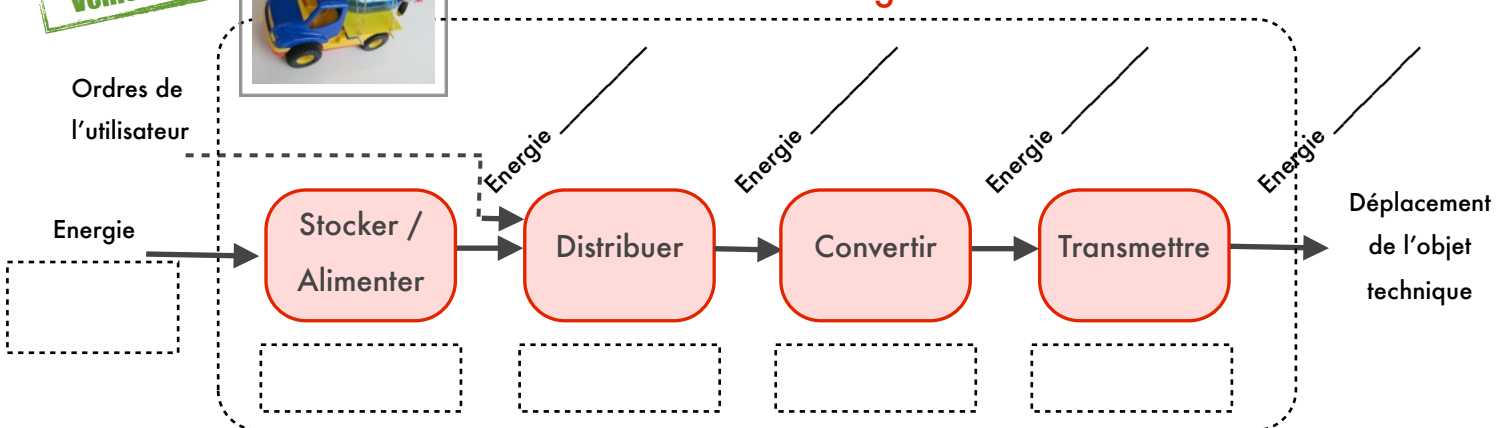 Ordres de
l'utilisateur
Energie
Energie
Energie
Energie
Energie
Stocker /
Alimenter
Distribuer
Convertir
Transmettre
Déplacement
de l'objet
technique